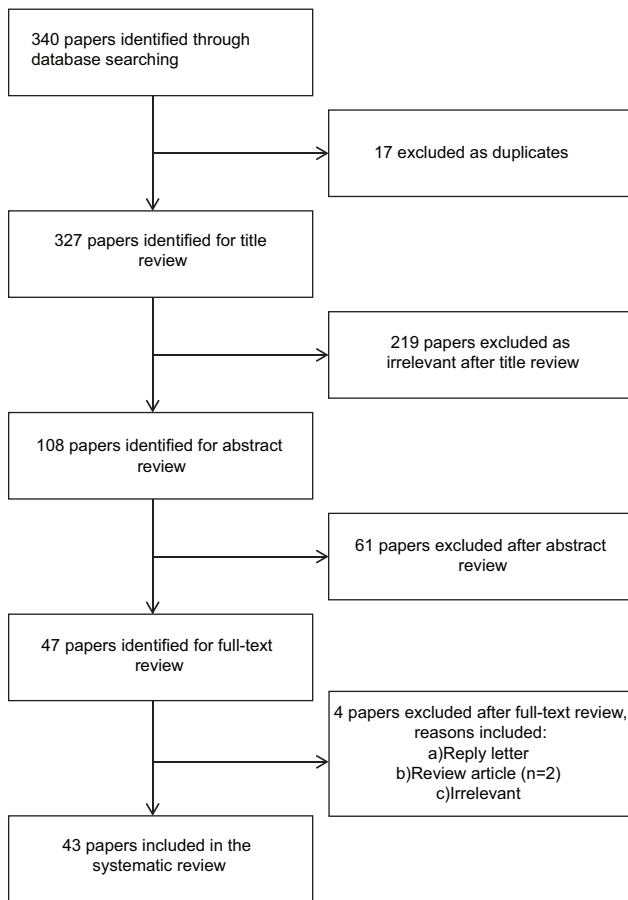 340 papers identified through
database searching
17 excluded as duplicates
327 papers identified for title
review
219 papers excluded as
irrelevant after title review
108 papers identified for abstract
review
61 papers excluded after abstract
review
47 papers identified for full-text
review
4 papers excluded after full-text review,
reasons included:
a)Reply letter
b)Review article (n=2)
c)Irrelevant
43 papers included in the
systematic review